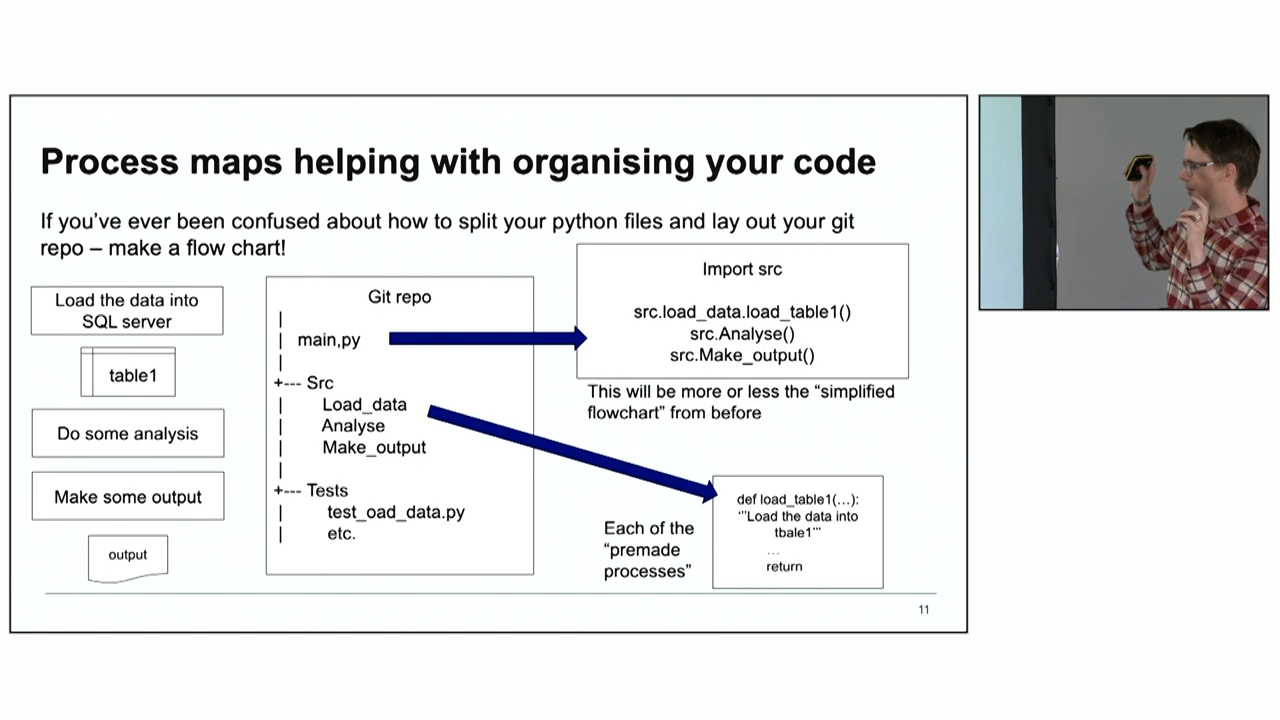 Process maps helping with organising your code
If you've ever been confused about how to split your python files and lay out your git
repo – make a flow chart!
Load the data into
SQL server
table1
Do some analysis
Make some output
output
Git repo
|
| main,py
|
+--- Src
| Load_data
| Analyse
| Make_output
|
+--- Tests
| test_oad_data.py
| etc.
Import src
src.load_data.load_table1()
src.Analyse()
src.Make_output()
This will be more or less the “simplified
flowchart” from before
Each of the
“premade
processes”
def load_table1(…):
‘’’Load the data into
tbale1’’’
…
return
11